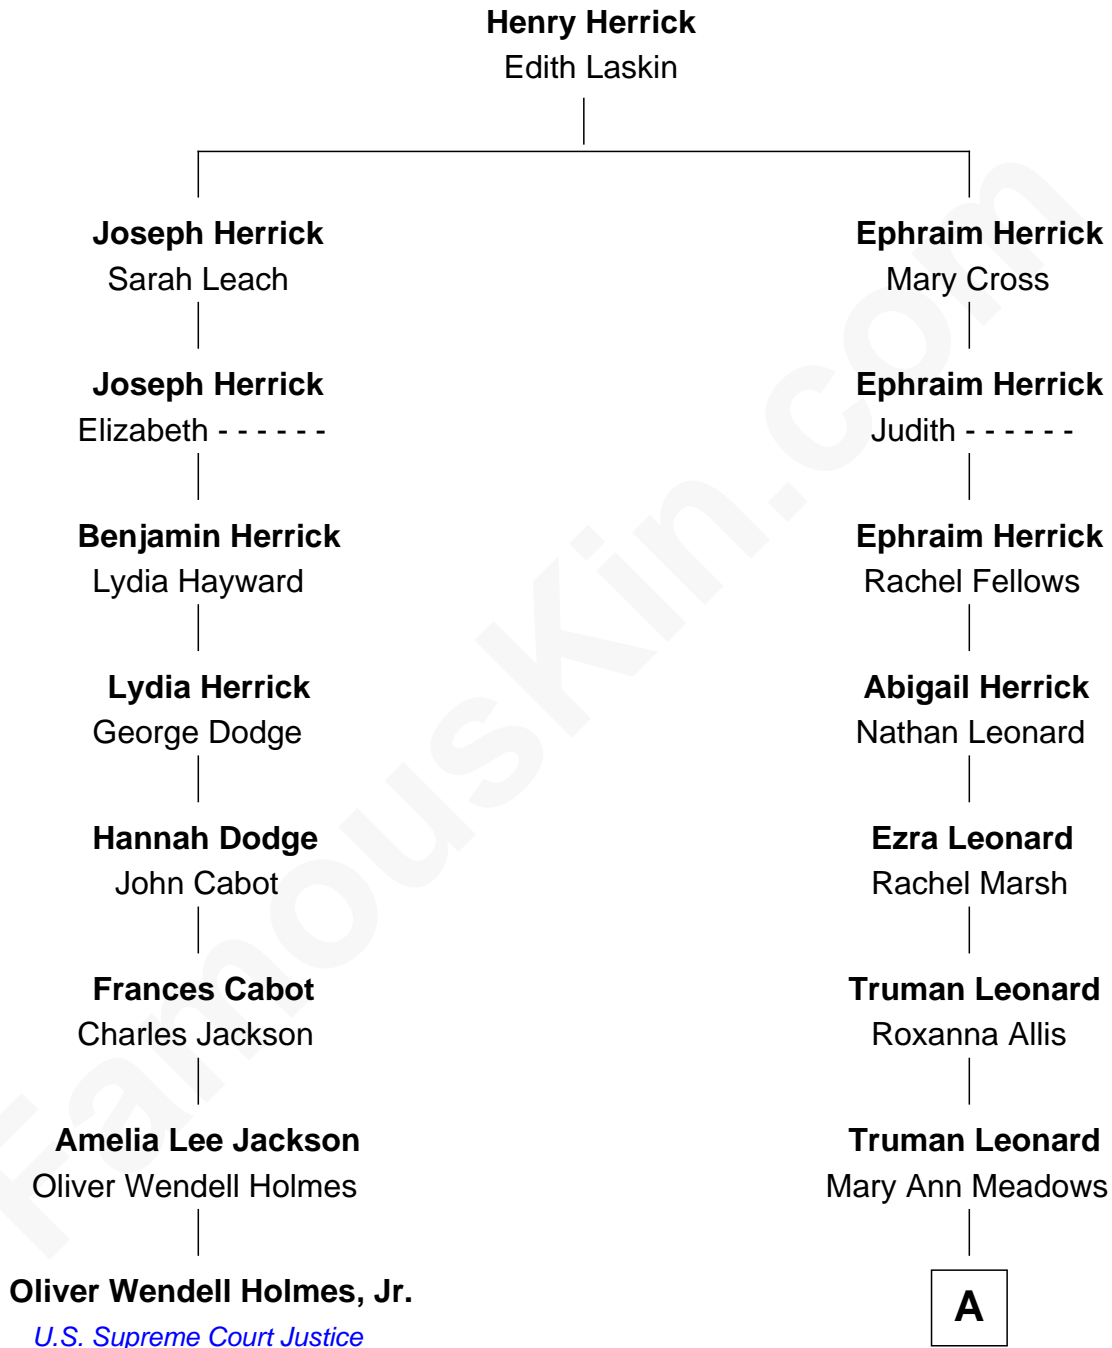 Henry Herrick
Edith Laskin
Joseph Herrick
Sarah Leach
Ephraim Herrick
Mary Cross
Joseph Herrick
Elizabeth - - - - - -
Ephraim Herrick
Judith - - - - - -
Benjamin Herrick
Lydia Hayward
Ephraim Herrick
Rachel Fellows
Lydia Herrick
George Dodge
Abigail Herrick
Nathan Leonard
Hannah Dodge
John Cabot
Ezra Leonard
Rachel Marsh
Frances Cabot
Charles Jackson
Truman Leonard
Roxanna Allis
Amelia Lee Jackson
Oliver Wendell Holmes
Truman Leonard
Mary Ann Meadows
Oliver Wendell Holmes, Jr.
U.S. Supreme Court Justice
A
FamousKin.com